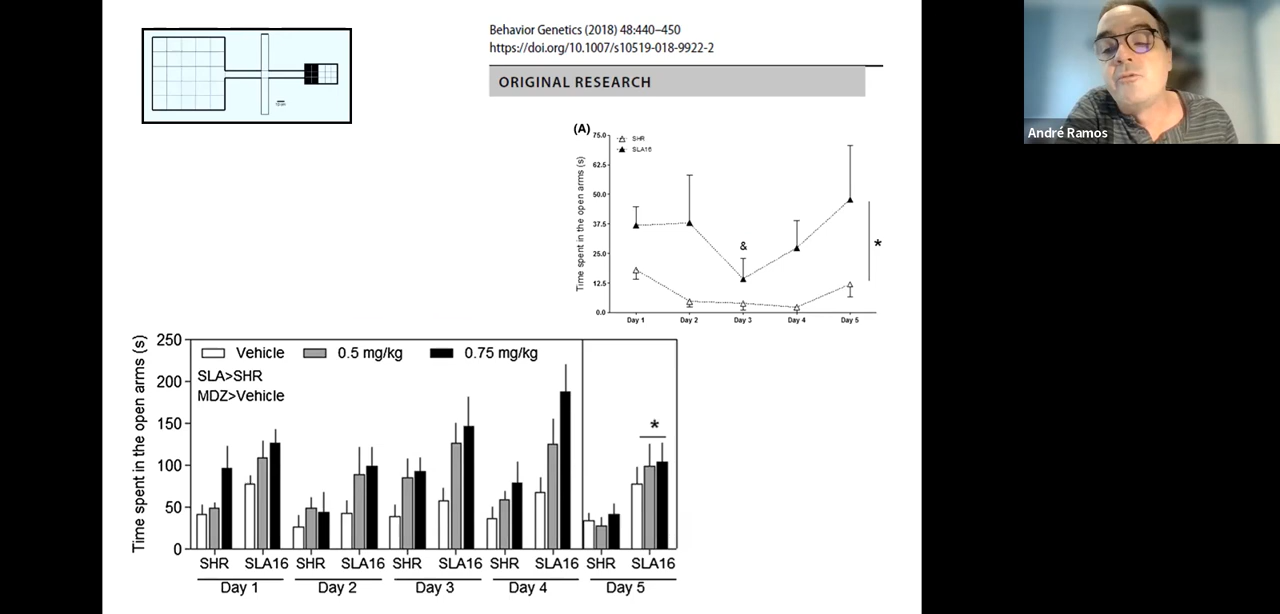 Behavior Genetics (2018) 48:440–450
https://doi.org/10.1007/s10519-018-9922-2
ORIGINAL RESEARCH
André Ramos
(A)
SHR
SLA16
Time spent in the open arms (s)
75.0
62.5
50.0
37.5
25.0
12.5
0.0
&
*
Day 1 Day 2 Day 3 Day 4 Day 5
Time spent in the open arms (s)
250
200
150
100
50
0
Vehicle 0.5 mg/kg 0.75 mg/kg
SLA>SHR
MDZ>Vehicle
*
SHR SLA16 SHR SLA16 SHR SLA16 SHR SLA16 SHR SLA16
Day 1 Day 2 Day 3 Day 4 Day 5